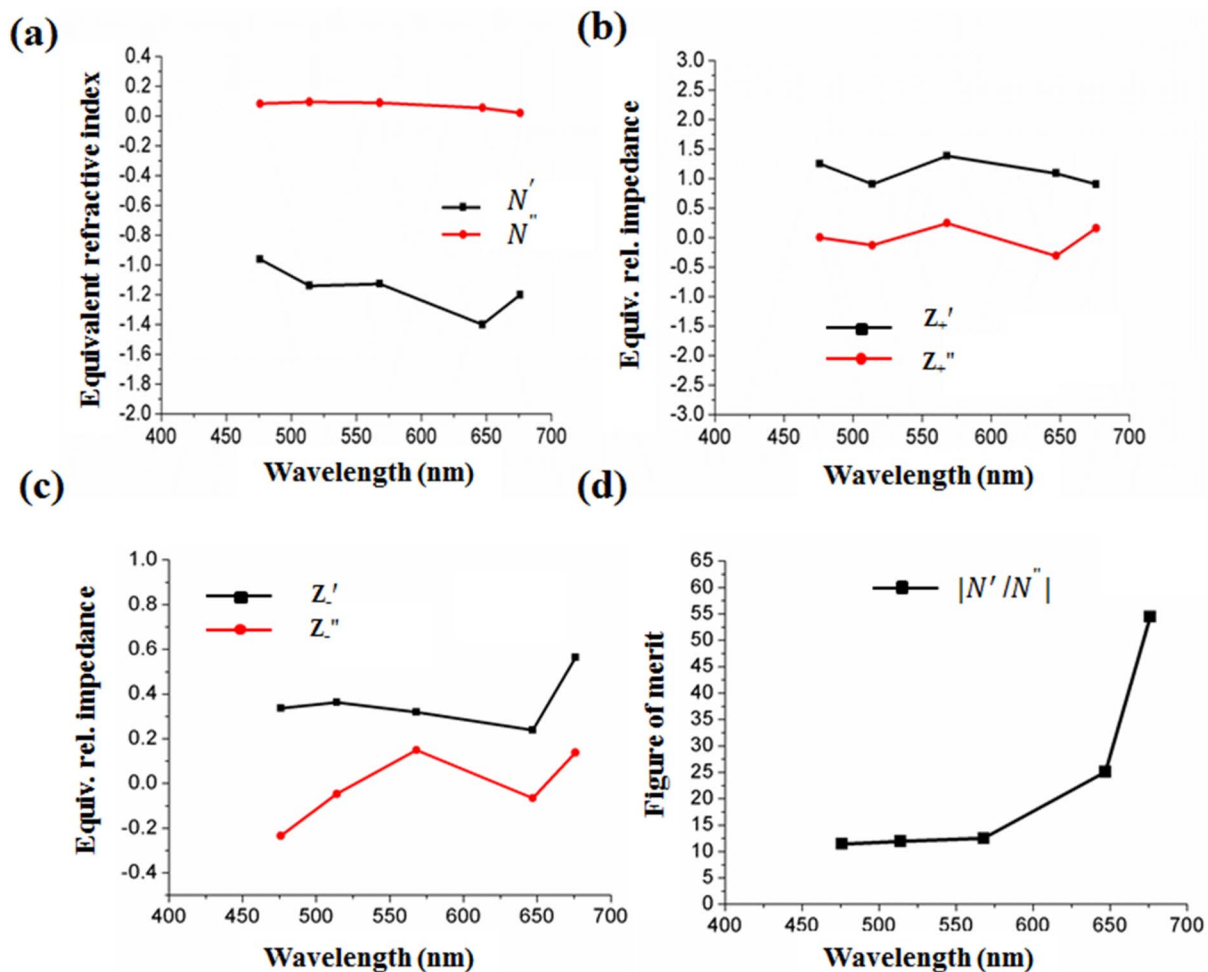 (a)
Equivalent refractive index
0.4
0.2
0.0
-0.2
-0.4
-0.6
-0.8
-1.0
-1.2
-1.4
-1.6
-1.8
-2.0
N'
N"
400 450 500 550 600 650 700
Wavelength (nm)
(b)
Equiv. rel. impedance
3.0
2.5
2.0
1.5
1.0
0.5
0.0
-0.5
-1.0
-1.5
-2.0
-2.5
-3.0
Z+'
Z+"
400 450 500 550 600 650 700
Wavelength (nm)
(c)
Equiv. rel. impedance
1.0
0.8
0.6
0.4
0.2
0.0
-0.2
-0.4
Z-'
Z-"
400 450 500 550 600 650 700
Wavelength (nm)
(d)
Figure of merit
65
60
55
50
45
40
35
30
25
20
15
10
5
0
|N'/N"|
400 450 500 550 600 650 700
Wavelength (nm)